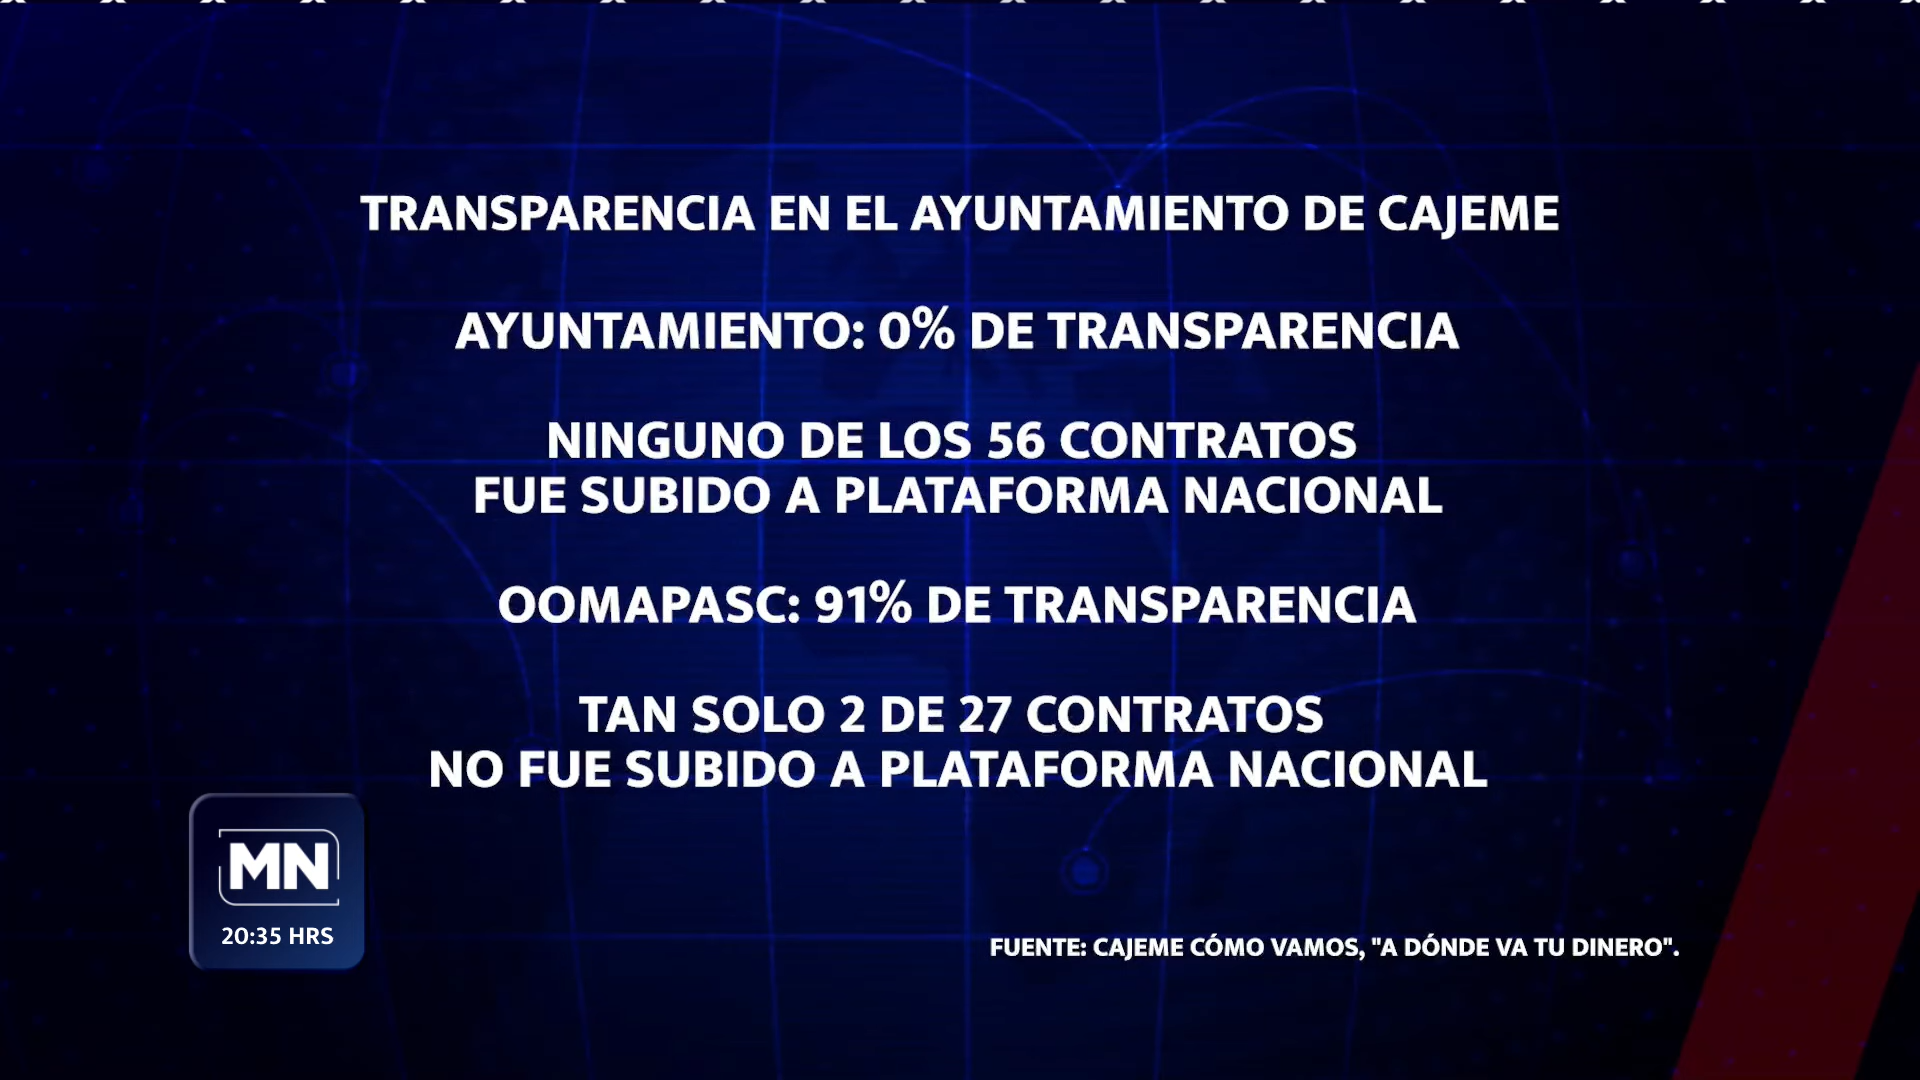 TRANSPARENCIA EN EL AYUNTAMIENTO DE CAJEME
AYUNTAMIENTO: 0% DE TRANSPARENCIA
NINGUNO DE LOS 56 CONTRATOS
FUE SUBIDO A PLATAFORMA NACIONAL
OOMAPASC: 91% DE TRANSPARENCIA
TAN SOLO 2 DE 27 CONTRATOS
NO FUE SUBIDO A PLATAFORMA NACIONAL
MN
20:35 HRS
FUENTE: CAJEME CÓMO VAMOS, "A DÓNDE VA TU DINERO".